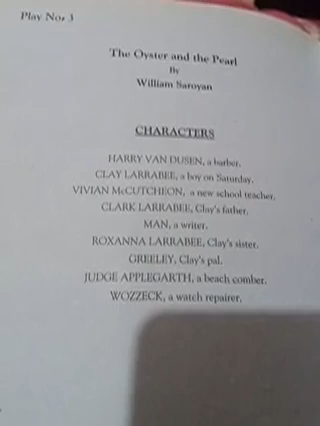 Play Nos 3
The Oyster and the Pearl
By
William Saroyan
CHARACTERS
HARRY VAN DUSEN, a barber.
CLAY LARRABEE, a boy on Saturday.
VIVIAN McCUTCHEON, a new school teacher.
CLARK LARRABEE, Clay's father.
MAN, a writer.
ROXANNA LARRABEE, Clay's sister.
GREELEY, Clay's pal.
JUDGE APPLEGARTH, a beach comber.
WOZZECK, a watch repairer.